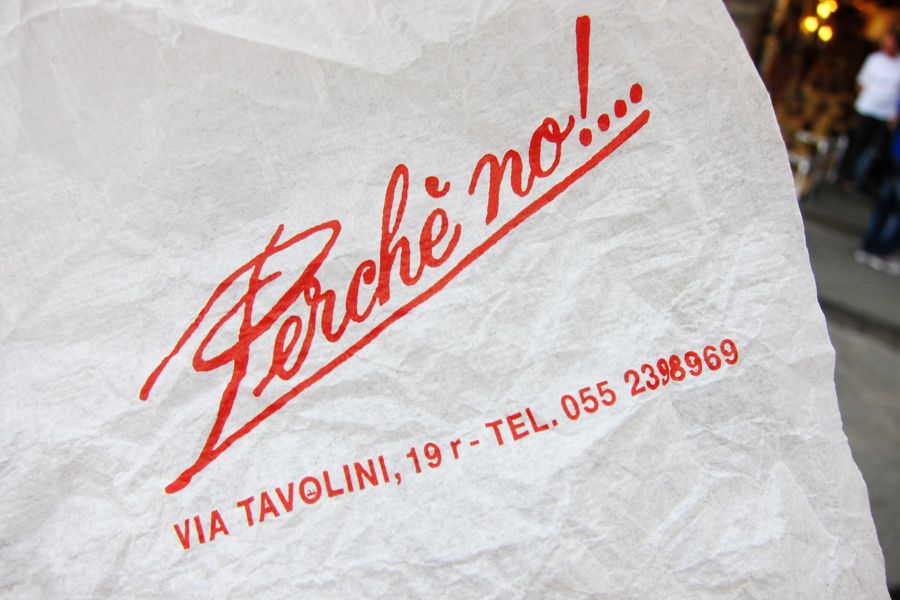 Perchè no!...
VIA TAVOLINI, 19 r - TEL. 055 2398969